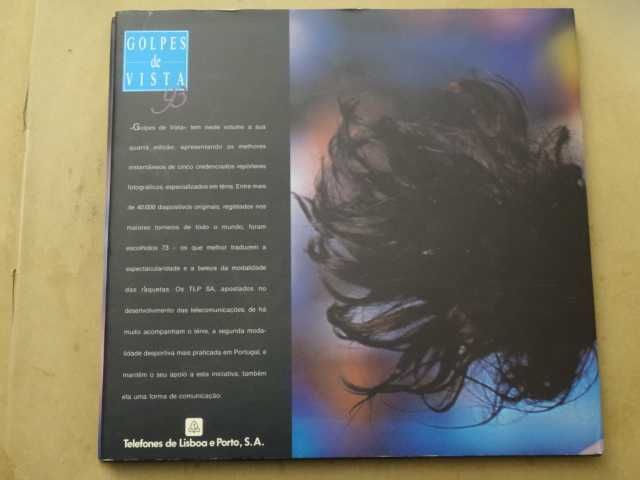 GOLPES
de
VISTA
93
«Golpes de Vista» tem neste volume a sua
quarta edição, apresentando os melhores
instantâneos de cinco credenciados repórteres
fotográficos, especializados em ténis. Entre mais
de 40.000 diapositivos originais, registados nos
maiores torneios de todo o mundo, foram
escolhidos 73 - os que melhor traduzem a
espectacularidade e a beleza da modalidade
das raquetas. Os TLP SA, apostados no
desenvolvimento das telecomunicações, de há
muito acompanham o ténis, a segunda moda-
lidade desportiva mais praticada em Portugal, e
mantêm o seu apoio a esta iniciativa, também
ela uma forma de comunicação.
Telefones de Lisboa e Porto, S.A.